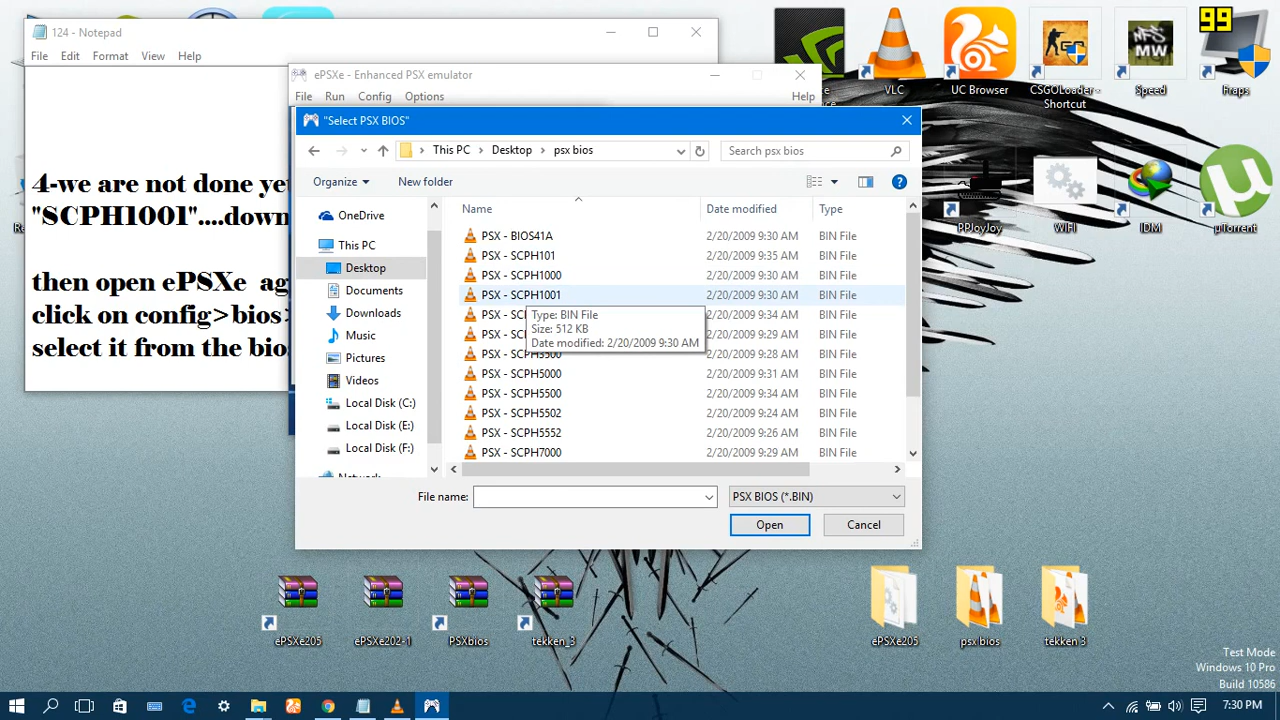 124 - Notepad
File Edit Format View Help
4-we are not done ye
"SCPH1001"....down
then open ePSXe ag
click on config>bios>
select it from the bio
ePSXe - Enhanced PSX emulator
File Run Config Options Help
"Select PSX BIOS"
This PC > Desktop > psx bios
Search psx bios
Organize New folder
OneDrive
This PC
Desktop
Documents
Downloads
Music
Pictures
Videos
Local Disk (C:)
Local Disk (E:)
Local Disk (F:)
Network
Name Date modified Type
PSX - BIOS41A 2/20/2009 9:30 AM BIN File
PSX - SCPH101 2/20/2009 9:35 AM BIN File
PSX - SCPH1000 2/20/2009 9:30 AM BIN File
PSX - SCPH1001 2/20/2009 9:30 AM BIN File
PSX - SC 2/20/2009 9:34 AM BIN File
PSX - SC 2/20/2009 9:29 AM BIN File
PSX - SCPH3500 2/20/2009 9:28 AM BIN File
PSX - SCPH5000 2/20/2009 9:31 AM BIN File
PSX - SCPH5500 2/20/2009 9:34 AM BIN File
PSX - SCPH5502 2/20/2009 9:24 AM BIN File
PSX - SCPH5552 2/20/2009 9:26 AM BIN File
PSX - SCPH7000 2/20/2009 9:29 AM BIN File
Type: BIN File
Size: 512 KB
Date modified: 2/20/2009 9:30 AM
File name:
PSX BIOS (*.BIN)
Open Cancel
VLC
UC Browser
CSGOLoader - Shortcut
Speed
99
Fraps
PPJoyJoy
WIFI
IDM
µTorrent
ePSXe205
ePSXe202-1
PSXbios
tekken_3
ePSXe205
psx bios
tekken 3
Test Mode
Windows 10 Pro
Build 10586
7:30 PM